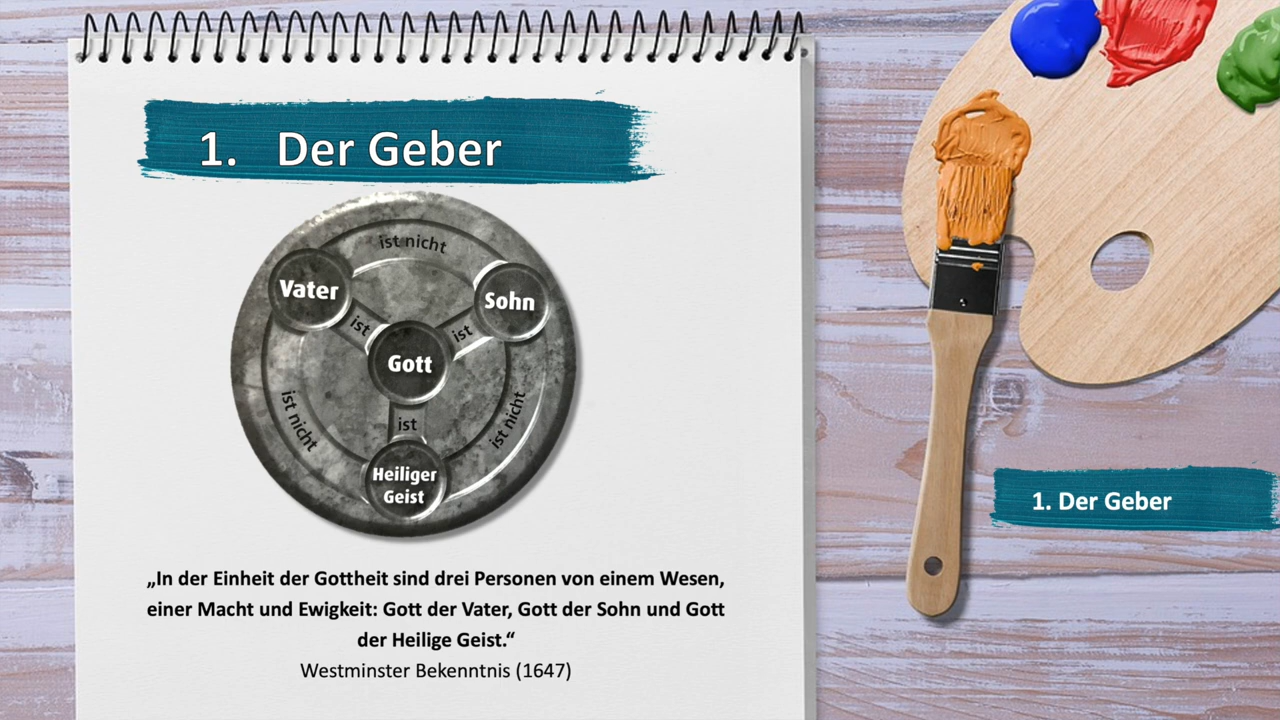 1. Der Geber
ist nicht
Vater
Sohn
ist
ist
Gott
ist nicht
ist
ist nicht
Heiliger
Geist
„In der Einheit der Gottheit sind drei Personen von einem Wesen,
einer Macht und Ewigkeit: Gott der Vater, Gott der Sohn und Gott
der Heilige Geist.“
Westminster Bekenntnis (1647)
1. Der Geber